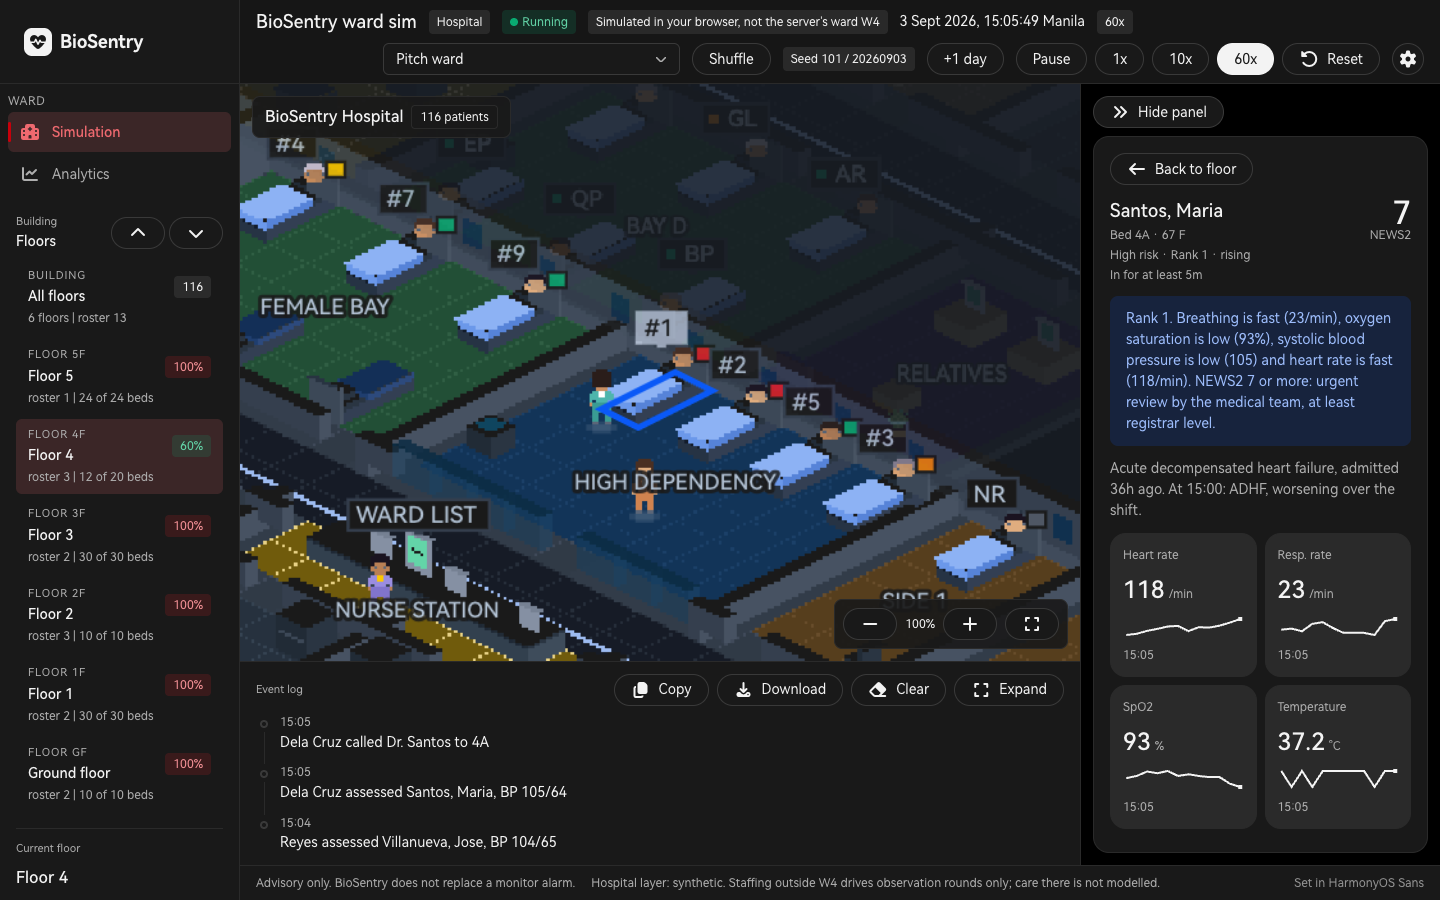 BioSentry
BioSentry ward sim
Hospital
Running
Simulated in your browser, not the server's ward W4
3 Sept 2026, 15:05:49 Manila
60x
Pitch ward
Shuffle
Seed 101 / 20260903
+1 day
Pause
1x
10x
60x
Reset
WARD
Simulation
Analytics
Building
Floors
BUILDING
All floors
116
6 floors | roster 13
FLOOR 5F
Floor 5
100%
roster 1 | 24 of 24 beds
FLOOR 4F
Floor 4
60%
roster 3 | 12 of 20 beds
FLOOR 3F
Floor 3
100%
roster 2 | 30 of 30 beds
FLOOR 2F
Floor 2
100%
roster 3 | 10 of 10 beds
FLOOR 1F
Floor 1
100%
roster 2 | 30 of 30 beds
FLOOR GF
Ground floor
100%
roster 2 | 10 of 10 beds
Current floor
Floor 4
BioSentry Hospital
116 patients
GL
#4
EP
AR
#7
QP
BAY D
#9
BP
FEMALE BAY
#1
#2
RELATIVES
#5
#3
HIGH DEPENDENCY
NR
WARD LIST
SIDE 1
NURSE STATION
100%
Event log
Copy
Download
Clear
Expand
15:05
Dela Cruz called Dr. Santos to 4A
15:05
Dela Cruz assessed Santos, Maria, BP 105/64
15:04
Reyes assessed Villanueva, Jose, BP 104/65
Hide panel
Back to floor
Santos, Maria
7
Bed 4A · 67 F
NEWS2
High risk · Rank 1 · rising
In for at least 5m
Rank 1. Breathing is fast (23/min), oxygen
saturation is low (93%), systolic blood
pressure is low (105) and heart rate is fast
(118/min). NEWS2 7 or more: urgent
review by the medical team, at least
registrar level.
Acute decompensated heart failure, admitted
36h ago. At 15:00: ADHF, worsening over the
shift.
Heart rate
118 /min
15:05
Resp. rate
23 /min
15:05
SpO2
93 %
15:05
Temperature
37.2 °C
15:05
Advisory only. BioSentry does not replace a monitor alarm.
Hospital layer: synthetic. Staffing outside W4 drives observation rounds only; care there is not modelled.
Set in HarmonyOS Sans